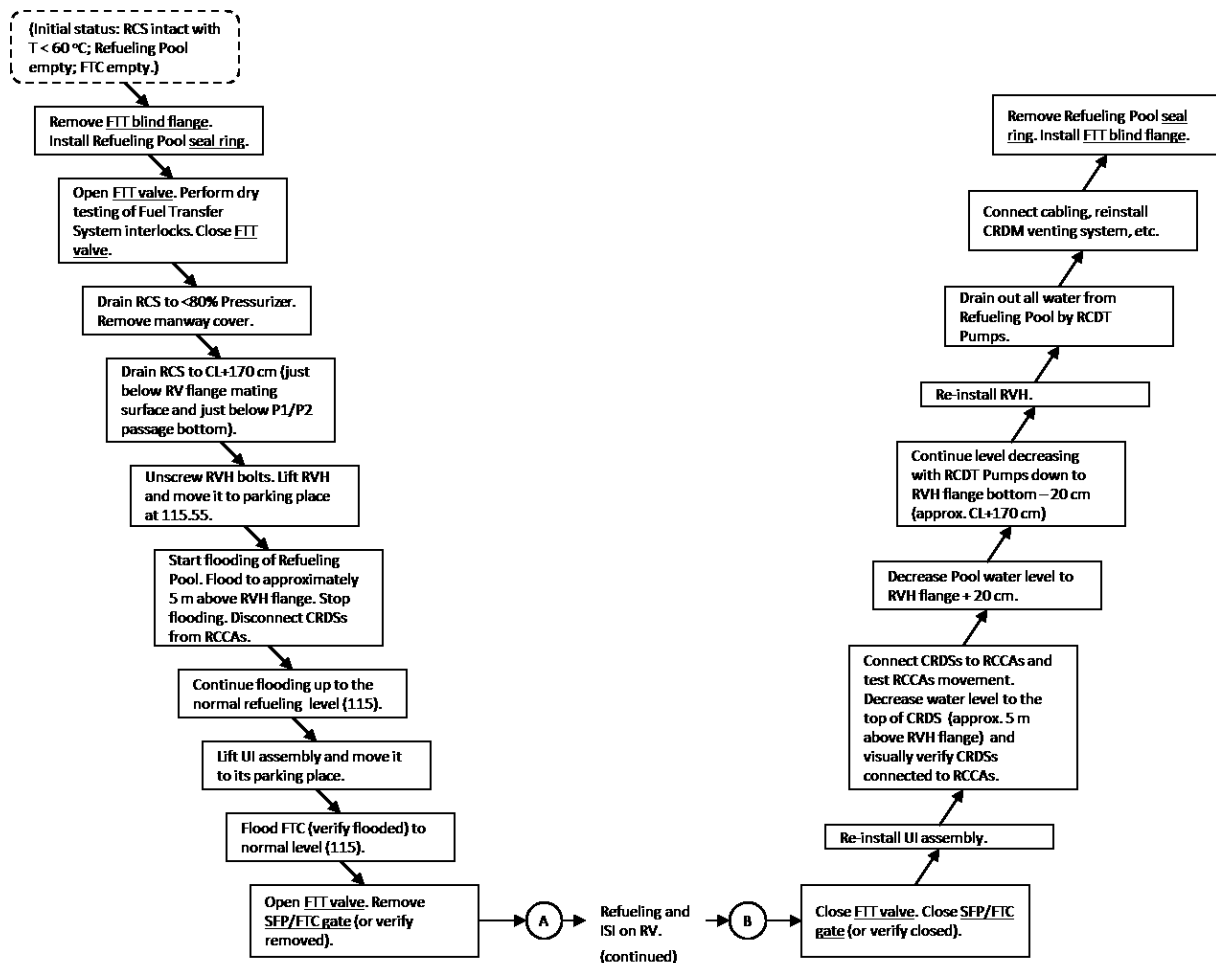 (Initial status: RCS intact with
T < 60 ºC; Refueling Pool
empty; FTC empty.)
Remove FTT blind flange.
Install Refueling Pool seal ring.
Open FTT valve. Perform dry
testing of Fuel Transfer
System interlocks. Close FTT
valve.
Drain RCS to <80% Pressurizer.
Remove manway cover.
Drain RCS to CL+170 cm (just
below RV flange mating
surface and just below P1/P2
passage bottom).
Unscrew RVH bolts. Lift RVH
and move it to parking place
at 115.55.
Start flooding of Refueling
Pool. Flood to approximately
5 m above RVH flange. Stop
flooding. Disconnect CRDSs
from RCCAs.
Continue flooding up to the
normal refueling level (115).
Lift UI assembly and move it
to its parking place.
Flood FTC (verify flooded) to
normal level (115).
Open FTT valve. Remove
SFP/FTC gate (or verify
removed).
A
Refueling and
ISI on RV.
(continued)
B
Close FTT valve. Close SFP/FTC
gate (or verify closed).
Re-install UI assembly.
Connect CRDSs to RCCAs and
test RCCAs movement.
Decrease water level to the
top of CRDS (approx. 5 m
above RVH flange) and
visually verify CRDSs
connected to RCCAs.
Decrease Pool water level to
RVH flange + 20 cm.
Continue level decreasing
with RCDT Pumps down to
RVH flange bottom – 20 cm
(approx. CL+170 cm)
Re-install RVH.
Drain out all water from
Refueling Pool by RCDT
Pumps.
Connect cabling, reinstall
CRDM venting system, etc.
Remove Refueling Pool seal
ring. Install FTT blind flange.